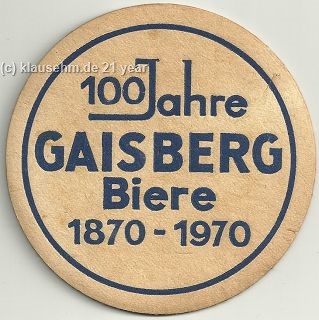 (c) klausehm.de 21 year
100 Jahre
GAISBERG
Biere
1870 - 1970